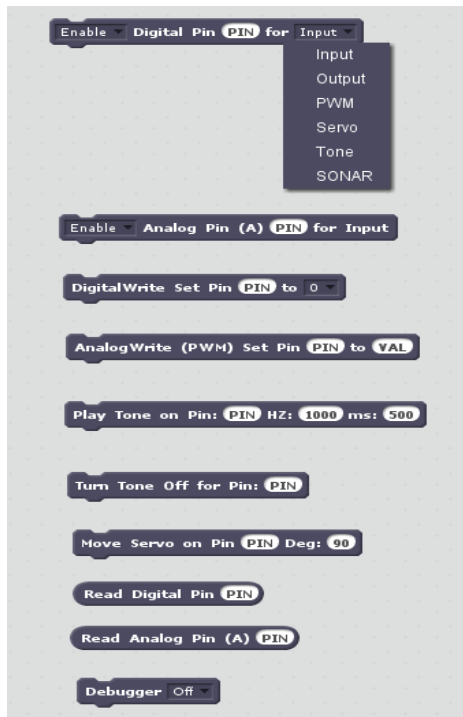 Enable Digital Pin PIN for Input
Input
Output
PWM
Servo
Tone
SONAR
Enable Analog Pin (A) PIN for Input
DigitalWrite Set Pin PIN to 0
AnalogWrite (PWM) Set Pin PIN to VAL
Play Tone on Pin: PIN HZ: 1000 ms: 500
Turn Tone Off for Pin: PIN
Move Servo on Pin PIN Deg: 90
Read Digital Pin PIN
Read Analog Pin (A) PIN
Debugger Off